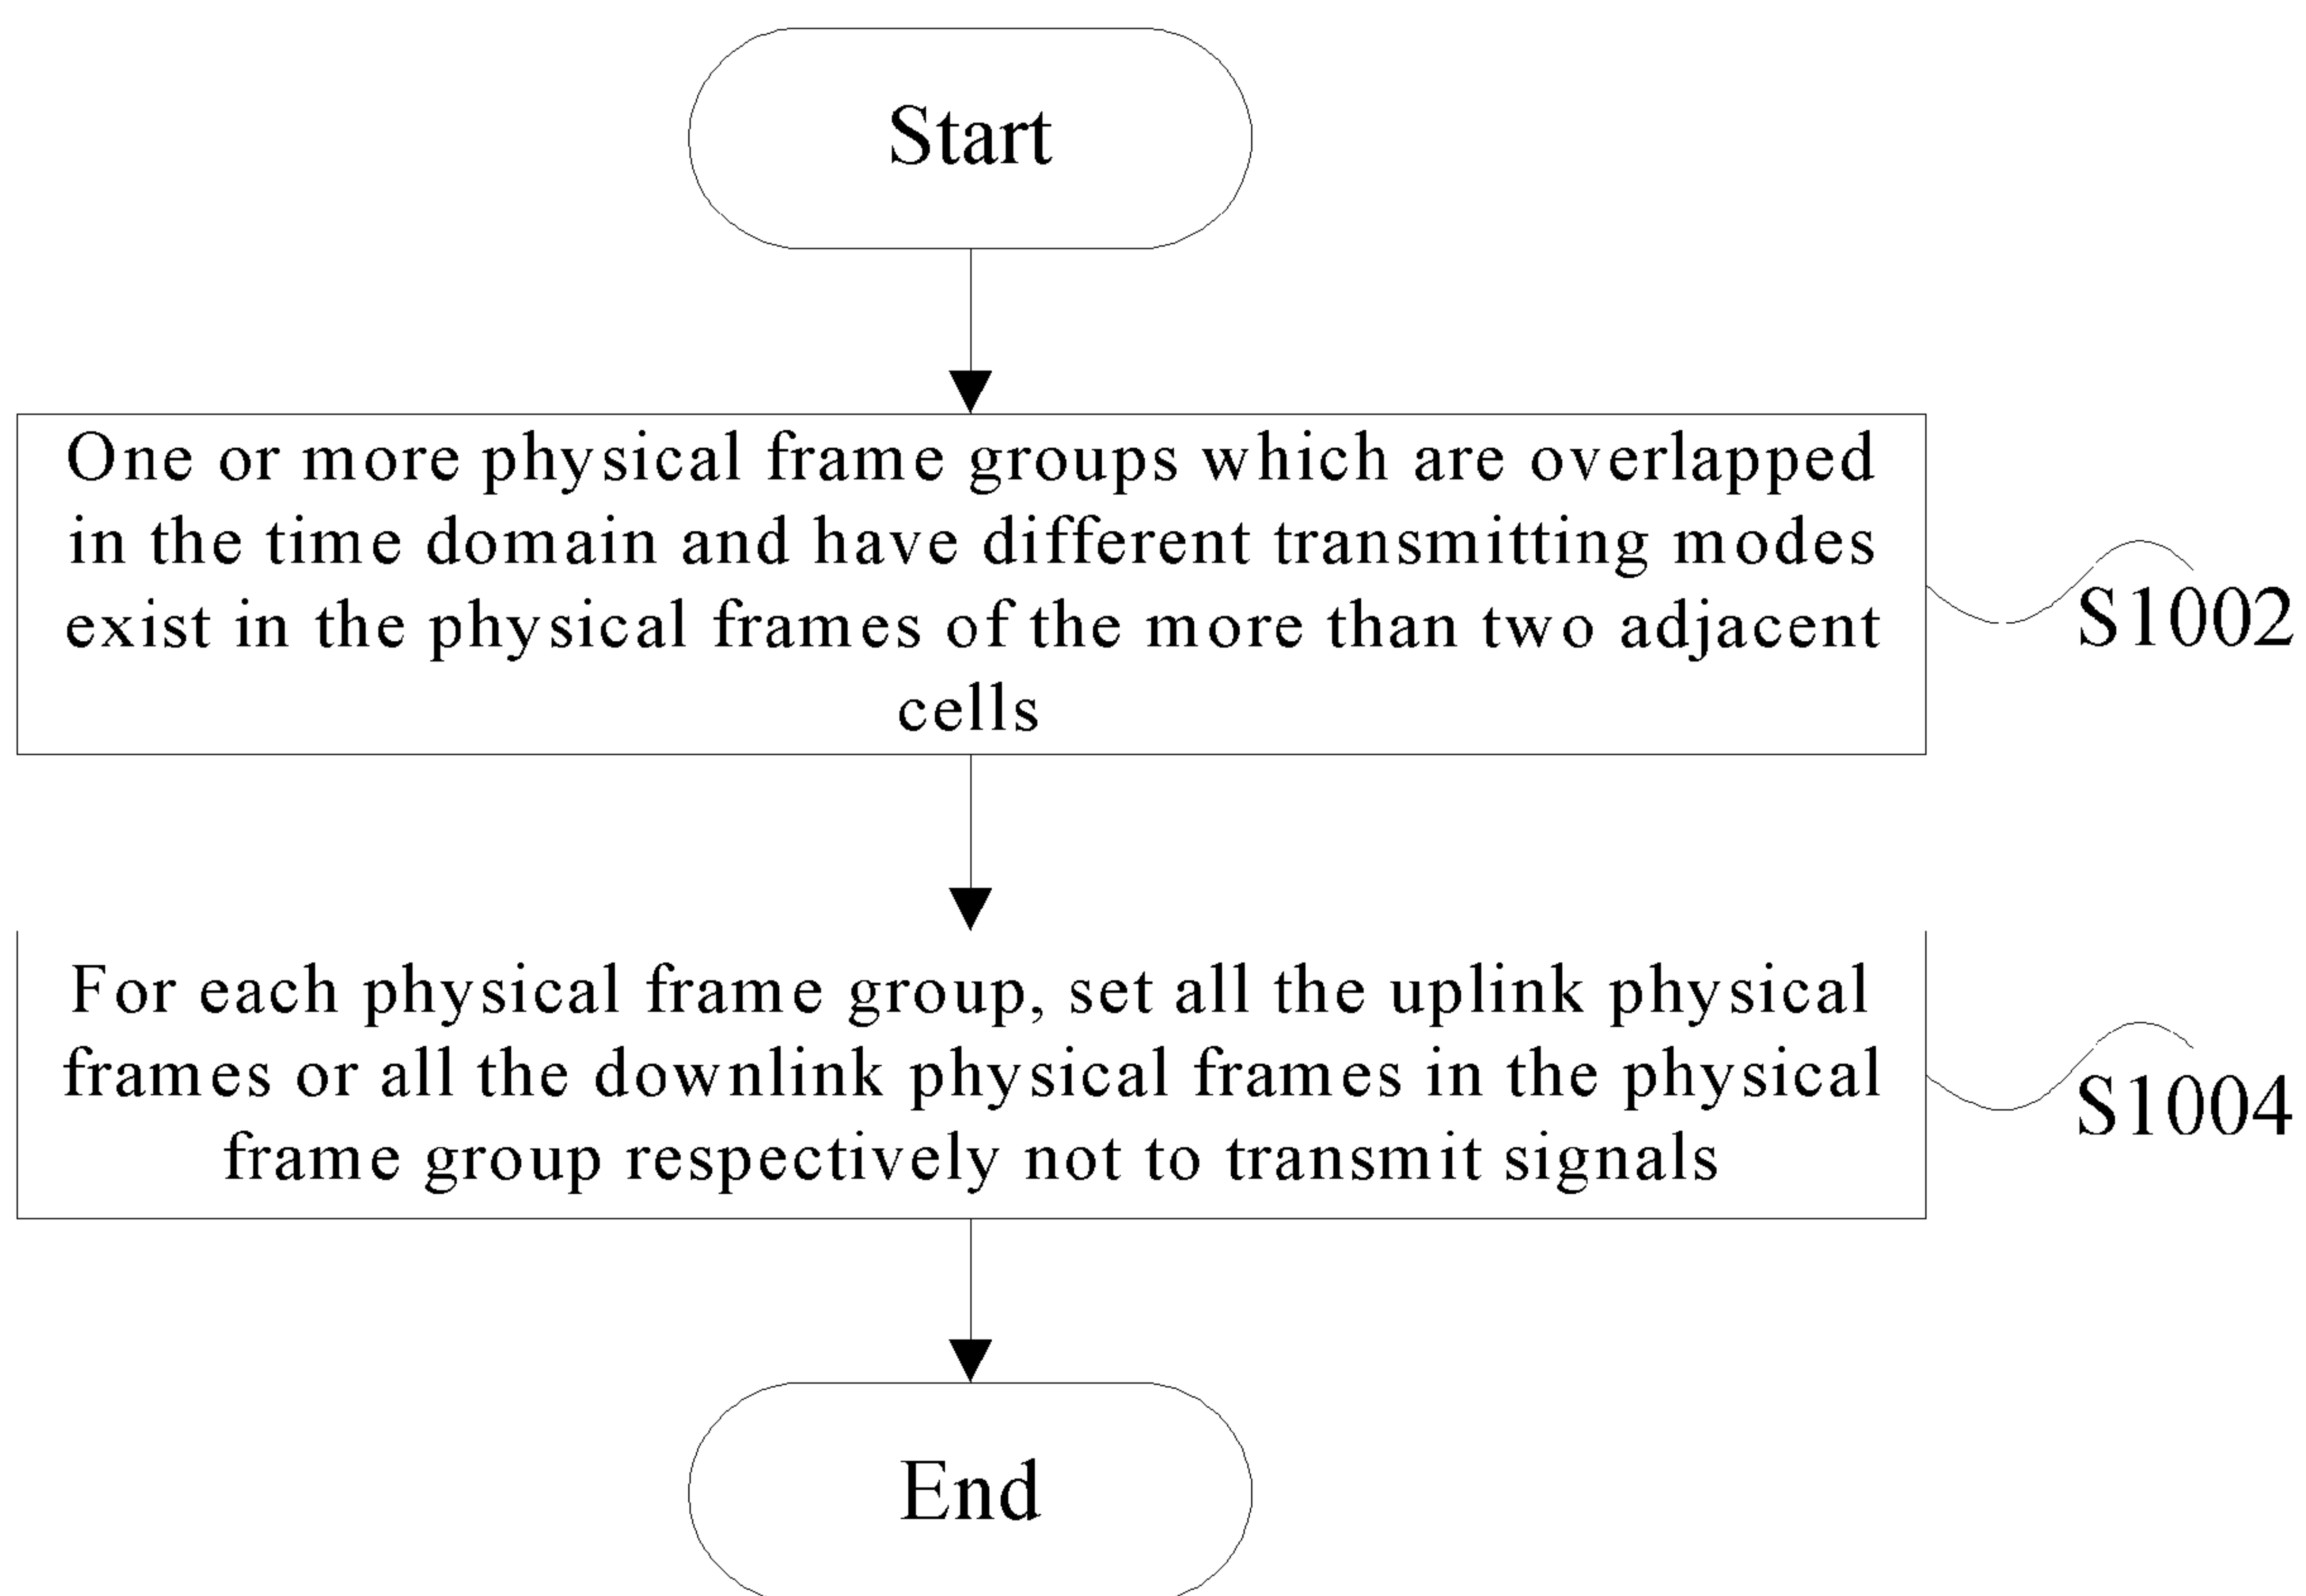 Start
One or more physical frame groups which are overlapped
in the time domain and have different transmitting modes
exist in the physical frames of the more than two adjacent
cells
S1002
For each physical frame group, set all the uplink physical
frames or all the downlink physical frames in the physical
frame group respectively not to transmit signals
S1004
End